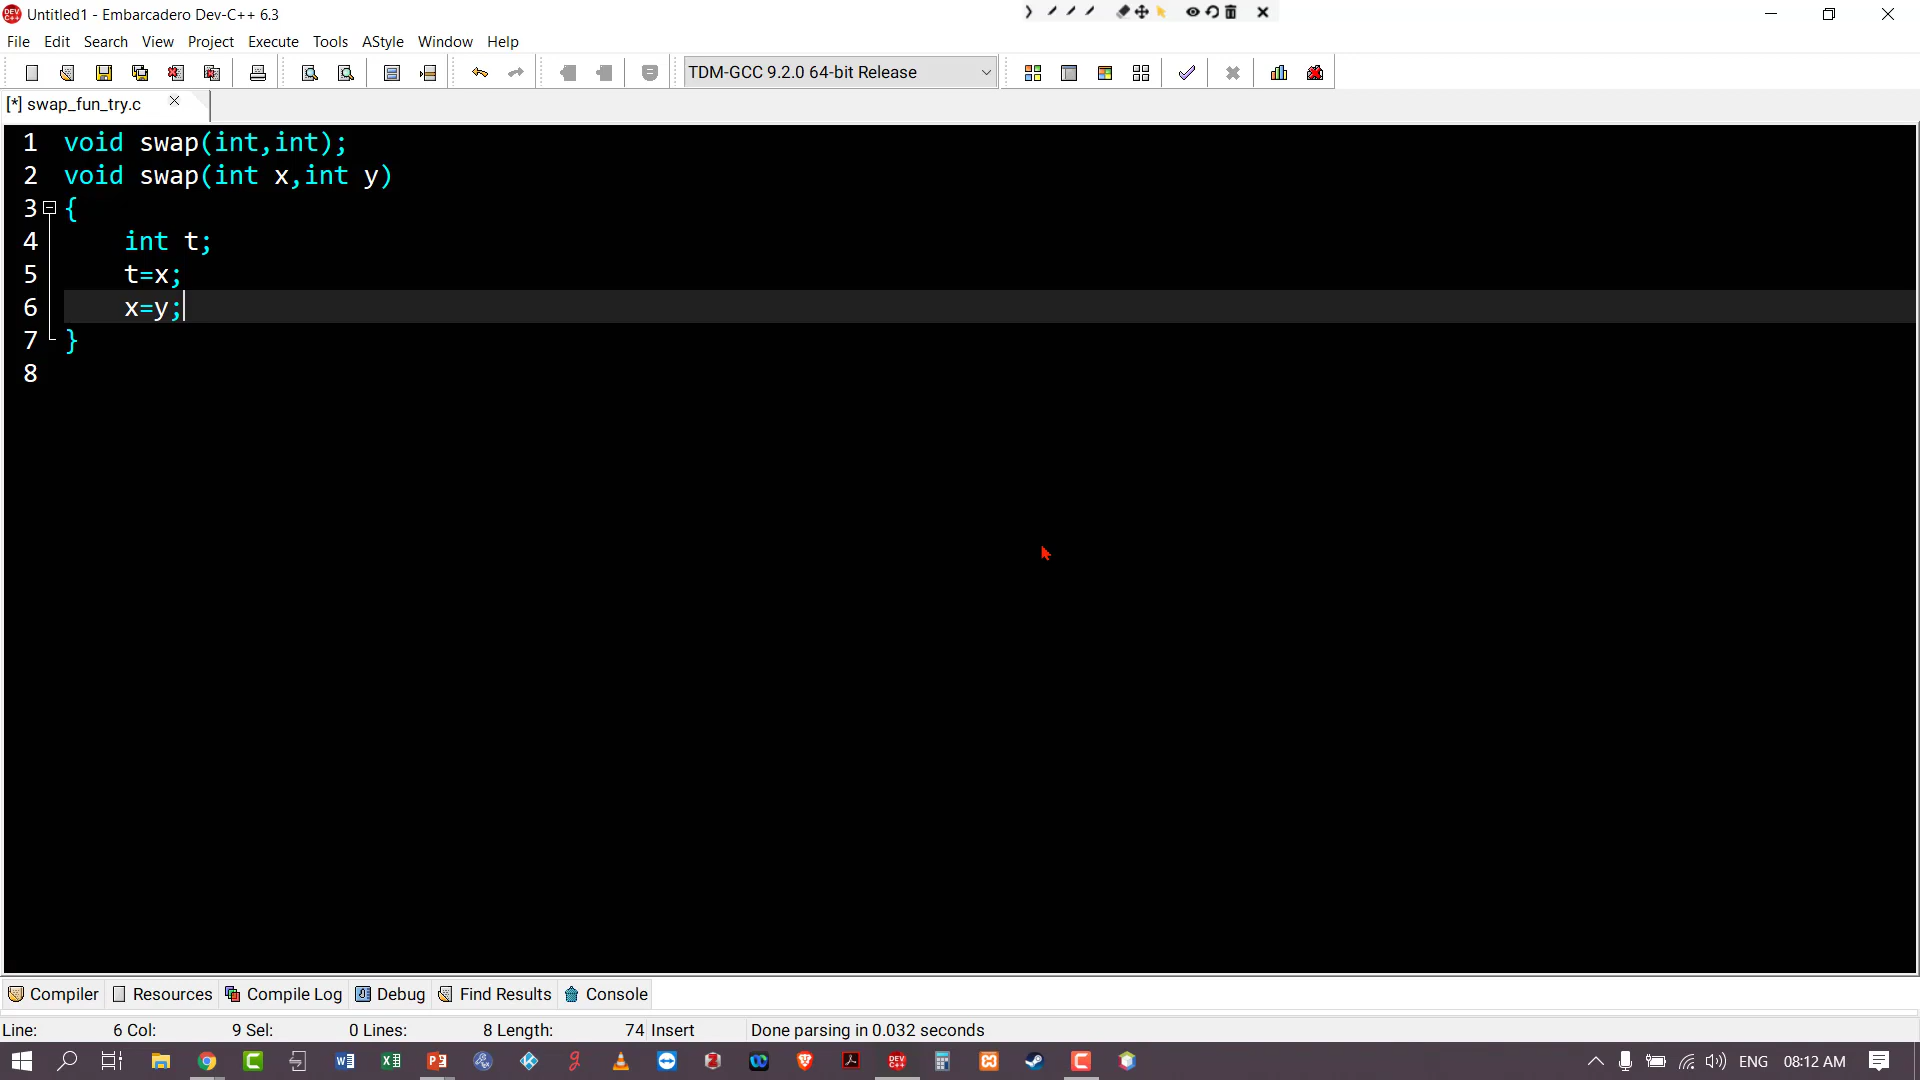 Untitled1 - Embarcadero Dev-C++ 6.3
File Edit Search View Project Execute Tools AStyle Window Help
TDM-GCC 9.2.0 64-bit Release
[*] swap_fun_try.c
1 void swap(int,int);
2 void swap(int x,int y)
3 {
4 int t;
5 t=x;
6 x=y;
7 }
8
Compiler Resources Compile Log Debug Find Results Console
Line: 6 Col: 9 Sel: 0 Lines: 8 Length: 74 Insert Done parsing in 0.032 seconds
ENG 08:12 AM